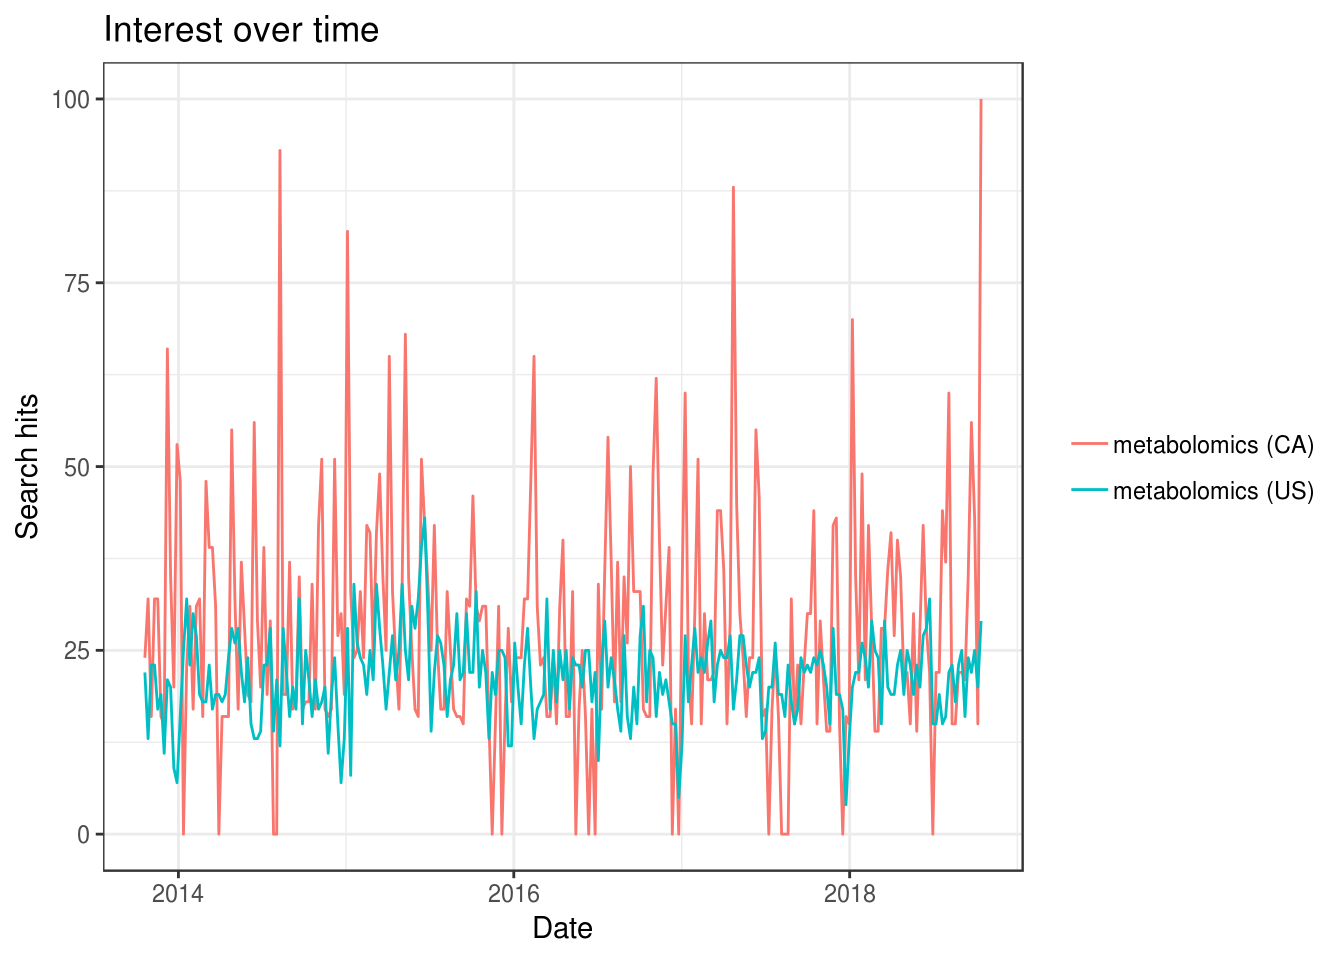 Interest over time
100
75
50
25
0
Search hits
2014 2016 2018
Date
metabolomics (CA)
metabolomics (US)